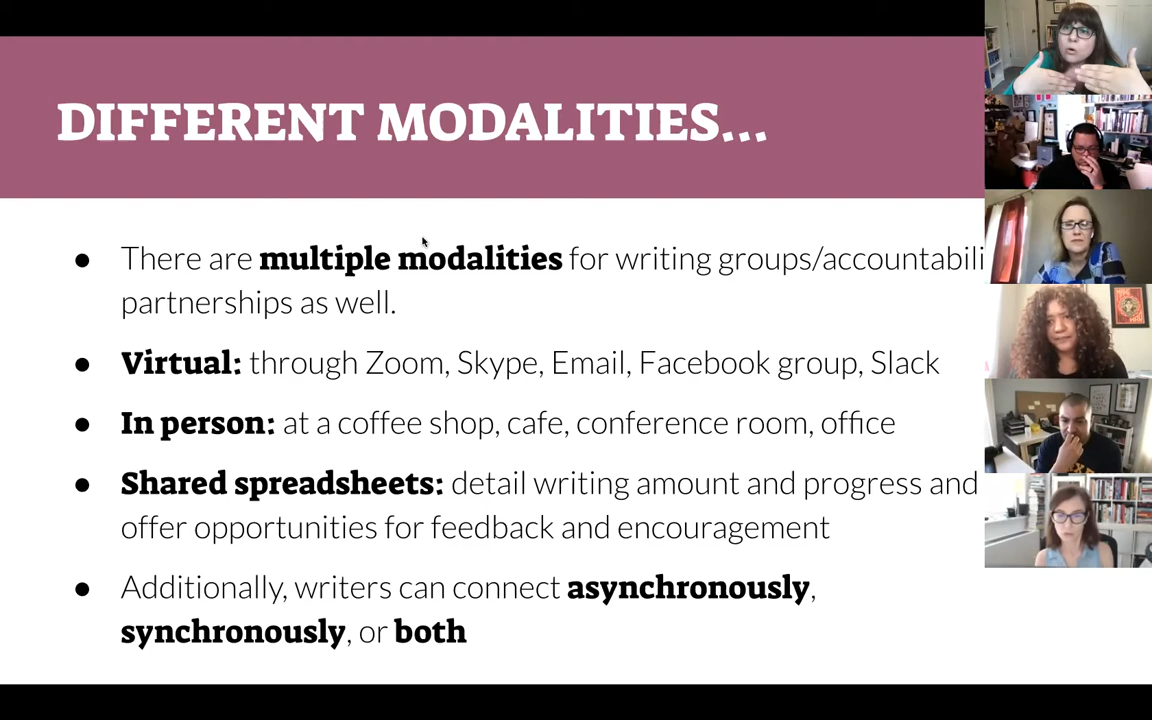 DIFFERENT MODALITIES...
• There are multiple modalities for writing groups/accountabili
partnerships as well.
• Virtual: through Zoom, Skype, Email, Facebook group, Slack
• In person: at a coffee shop, cafe, conference room, office
• Shared spreadsheets: detail writing amount and progress and
offer opportunities for feedback and encouragement
• Additionally, writers can connect asynchronously,
synchronously, or both